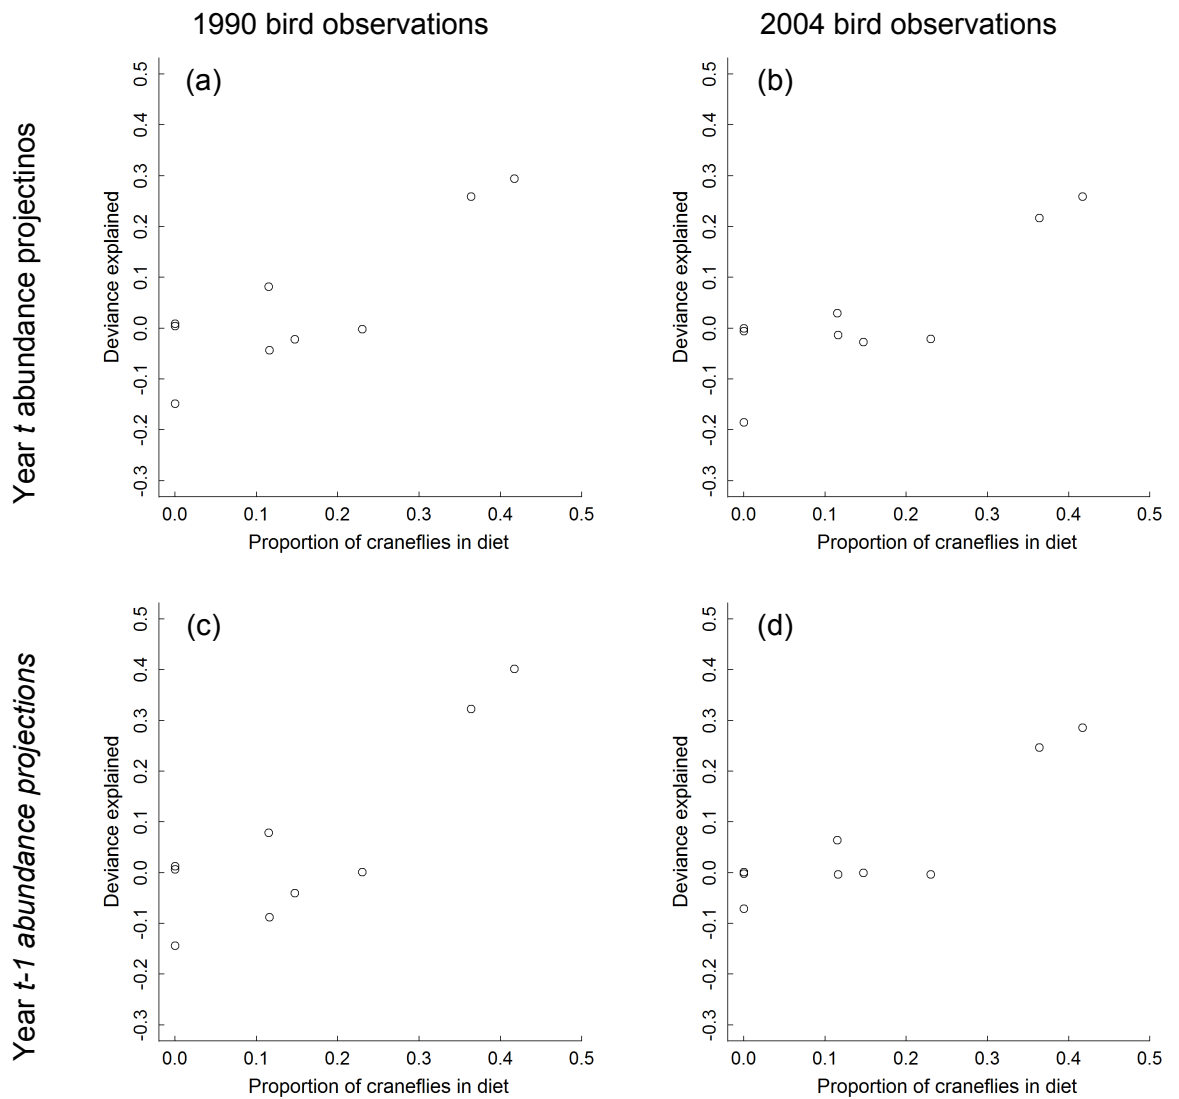 1990 bird observations
2004 bird observations
Year t abundance projectinos
(a)
Deviance explained
0.5
0.4
0.3
0.2
0.1
0.0
-0.1
-0.2
-0.3
0.0 0.1 0.2 0.3 0.4 0.5
Proportion of craneflies in diet
(b)
Deviance explained
0.5
0.4
0.3
0.2
0.1
0.0
-0.1
-0.2
-0.3
0.0 0.1 0.2 0.3 0.4 0.5
Proportion of craneflies in diet
Year t-1 abundance projections
(c)
Deviance explained
0.5
0.4
0.3
0.2
0.1
0.0
-0.1
-0.2
-0.3
0.0 0.1 0.2 0.3 0.4 0.5
Proportion of craneflies in diet
(d)
Deviance explained
0.5
0.4
0.3
0.2
0.1
0.0
-0.1
-0.2
-0.3
0.0 0.1 0.2 0.3 0.4 0.5
Proportion of craneflies in diet